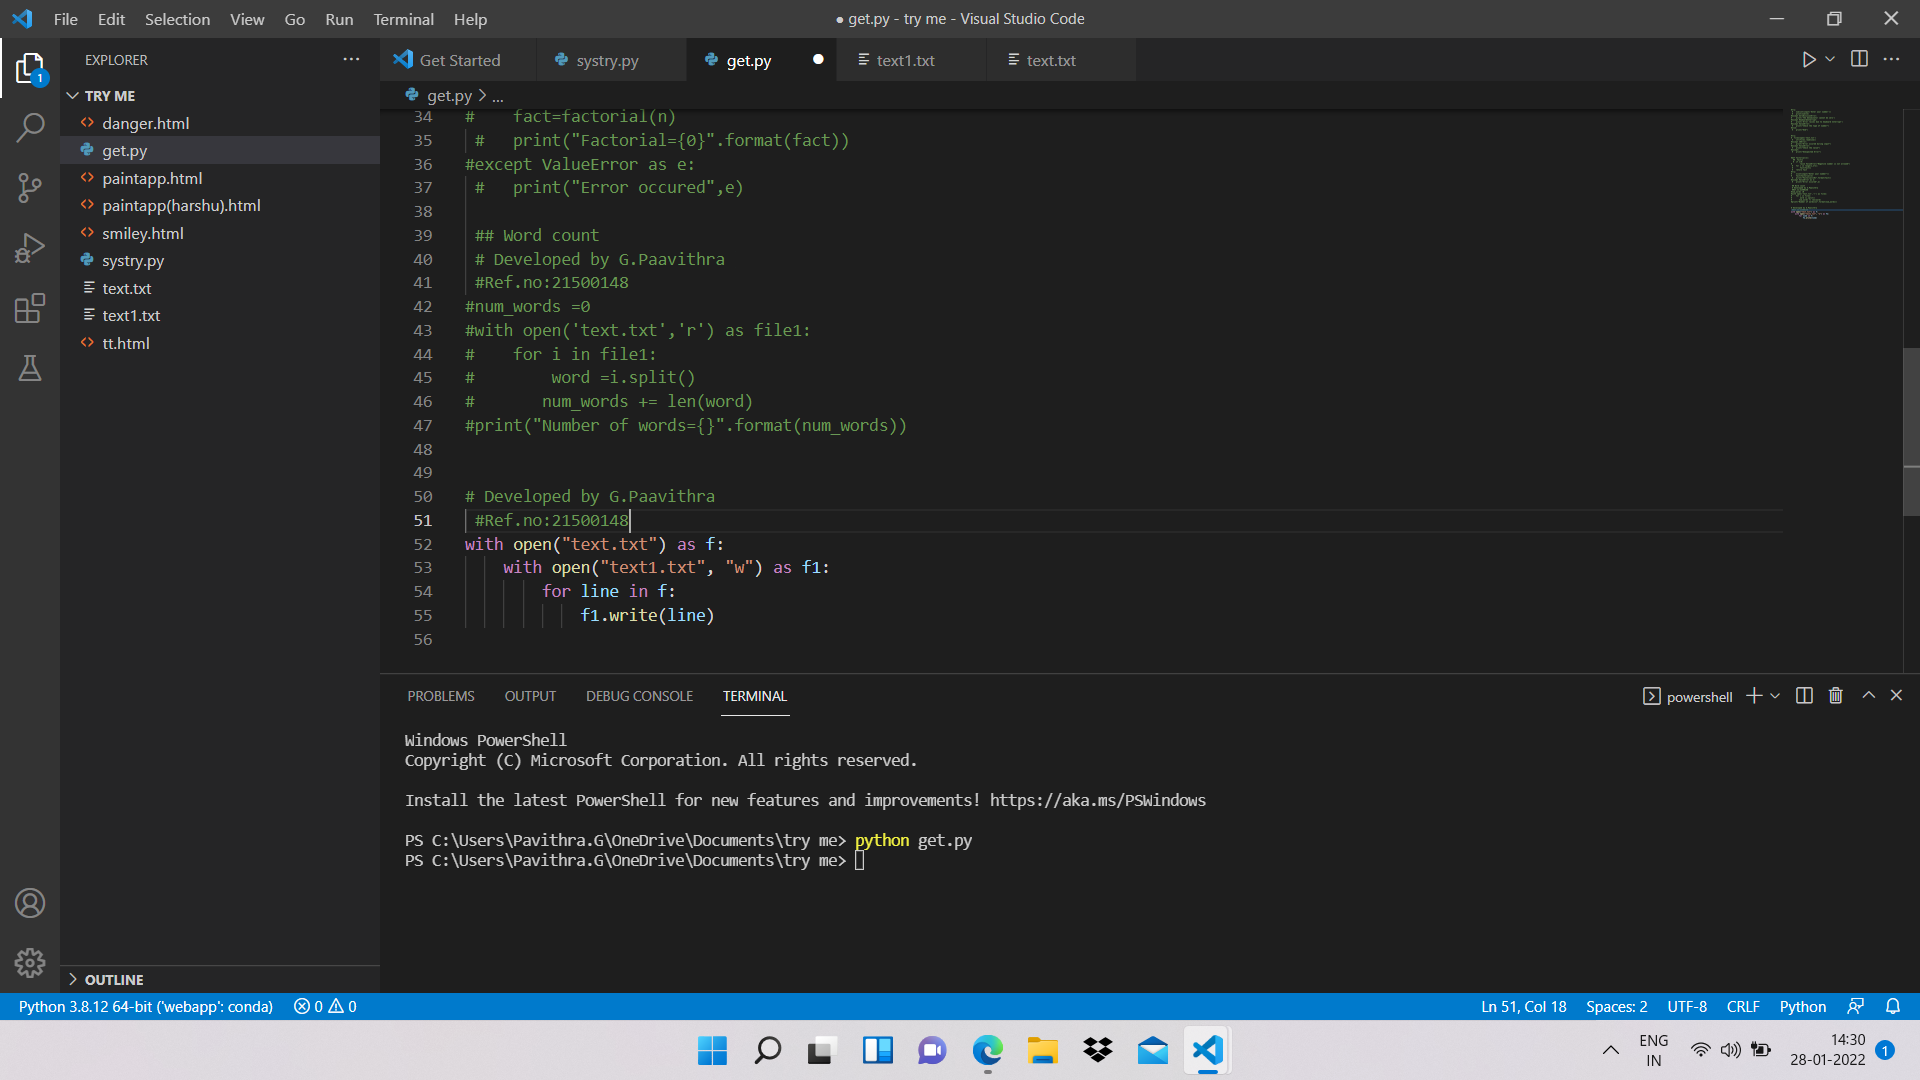 File Edit Selection View Go Run Terminal Help
● get.py - try me - Visual Studio Code
EXPLORER
TRY ME
danger.html
get.py
paintapp.html
paintapp(harshu).html
smiley.html
systry.py
text.txt
text1.txt
tt.html
OUTLINE
1
Get Started systry.py get.py text1.txt text.txt
get.py > ...
34 #    fact=factorial(n)
35 #   print("Factorial={0}".format(fact))
36 #except ValueError as e:
37 #   print("Error occured",e)
38
39 ## Word count
40 # Developed by G.Paavithra
41 #Ref.no:21500148
42 #num_words =0
43 #with open('text.txt','r') as file1:
44 #    for i in file1:
45 #        word =i.split()
46 #       num_words += len(word)
47 #print("Number of words={}".format(num_words))
48
49
50 # Developed by G.Paavithra
51 #Ref.no:21500148
52 with open("text.txt") as f:
53     with open("text1.txt", "w") as f1:
54         for line in f:
55             f1.write(line)
56
PROBLEMS OUTPUT DEBUG CONSOLE TERMINAL
powershell
Windows PowerShell
Copyright (C) Microsoft Corporation. All rights reserved.
Install the latest PowerShell for new features and improvements! https://aka.ms/PSWindows
PS C:\Users\Pavithra.G\OneDrive\Documents\try me> python get.py
PS C:\Users\Pavithra.G\OneDrive\Documents\try me>
Python 3.8.12 64-bit ('webapp': conda) 0 0
Ln 51, Col 18 Spaces: 2 UTF-8 CRLF Python
ENG
IN
14:30
28-01-2022
1